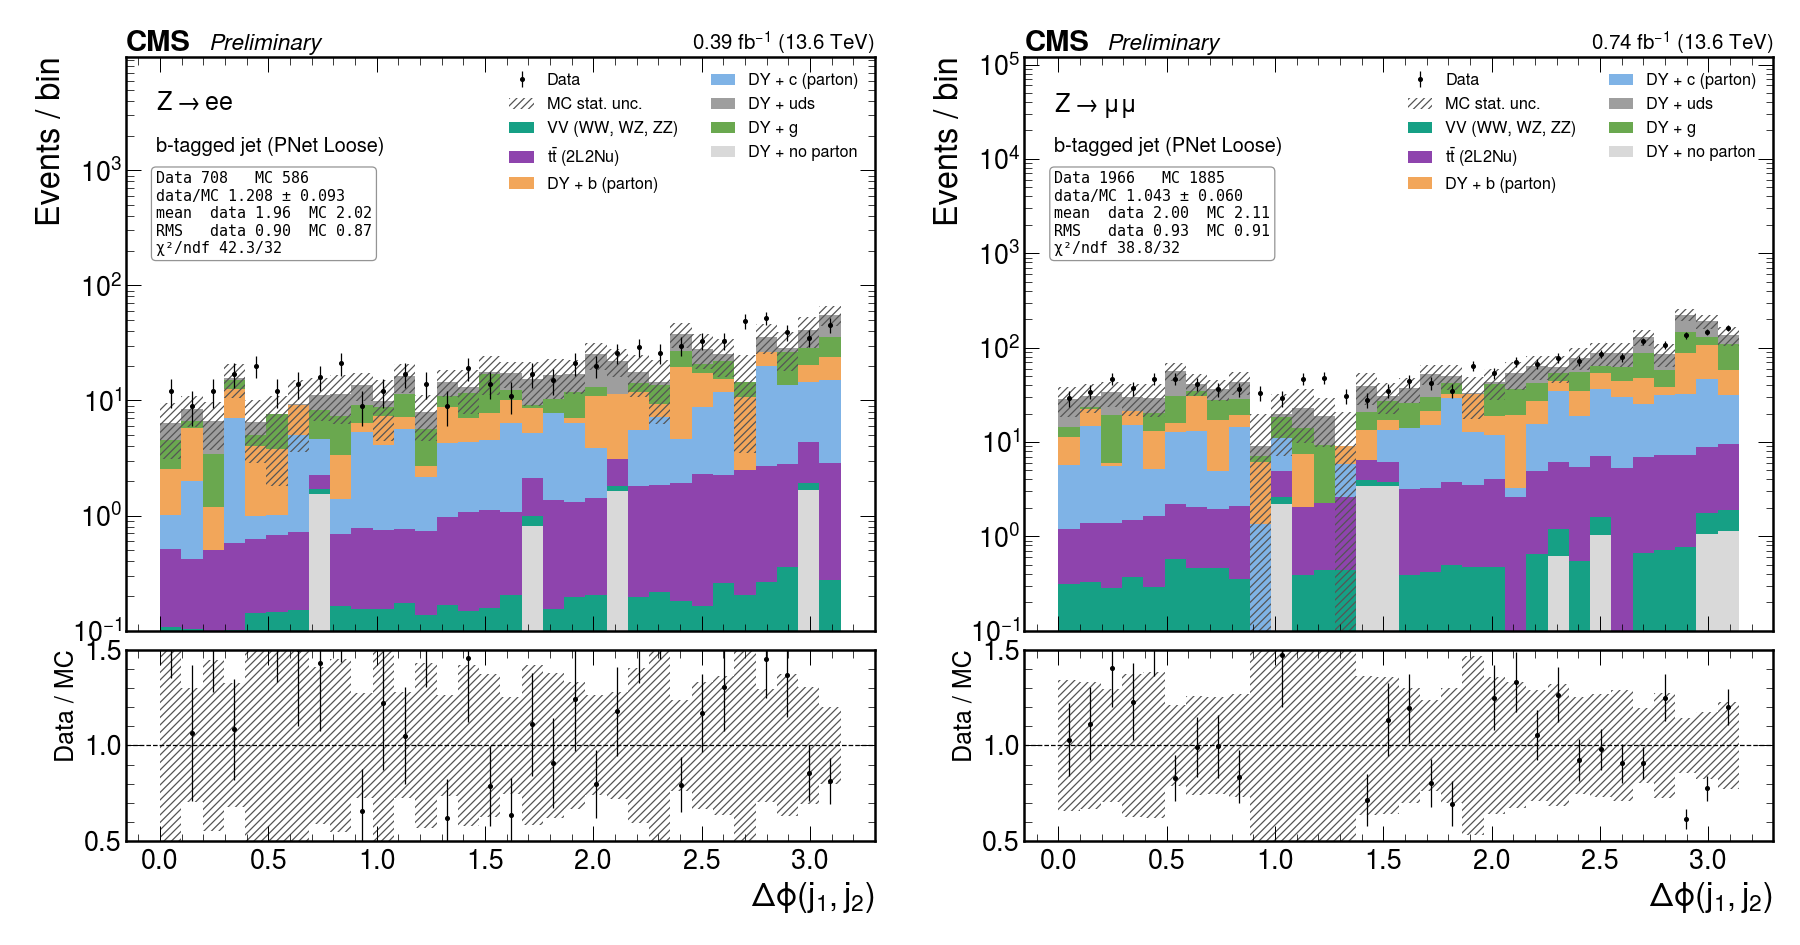 CMS Preliminary 0.39 fb⁻¹ (13.6 TeV)
Events / bin
Z → ee
b-tagged jet (PNet Loose)
Data 708 MC 586
data/MC 1.208 ± 0.093
mean data 1.96 MC 2.02
RMS data 0.90 MC 0.87
χ²/ndf 42.3/32
Data
MC stat. unc.
VV (WW, WZ, ZZ)
tt̄ (2L2Nu)
DY + b (parton)
DY + c (parton)
DY + uds
DY + g
DY + no parton
10³
10²
10¹
10⁰
10⁻¹
Data / MC
1.5
1.0
0.5
0.0 0.5 1.0 1.5 2.0 2.5 3.0
Δϕ(j₁, j₂)
CMS Preliminary 0.74 fb⁻¹ (13.6 TeV)
Events / bin
Z → μμ
b-tagged jet (PNet Loose)
Data 1966 MC 1885
data/MC 1.043 ± 0.060
mean data 2.00 MC 2.11
RMS data 0.93 MC 0.91
χ²/ndf 38.8/32
Data
MC stat. unc.
VV (WW, WZ, ZZ)
tt̄ (2L2Nu)
DY + b (parton)
DY + c (parton)
DY + uds
DY + g
DY + no parton
10⁵
10⁴
10³
10²
10¹
10⁰
10⁻¹
Data / MC
1.5
1.0
0.5
0.0 0.5 1.0 1.5 2.0 2.5 3.0
Δϕ(j₁, j₂)